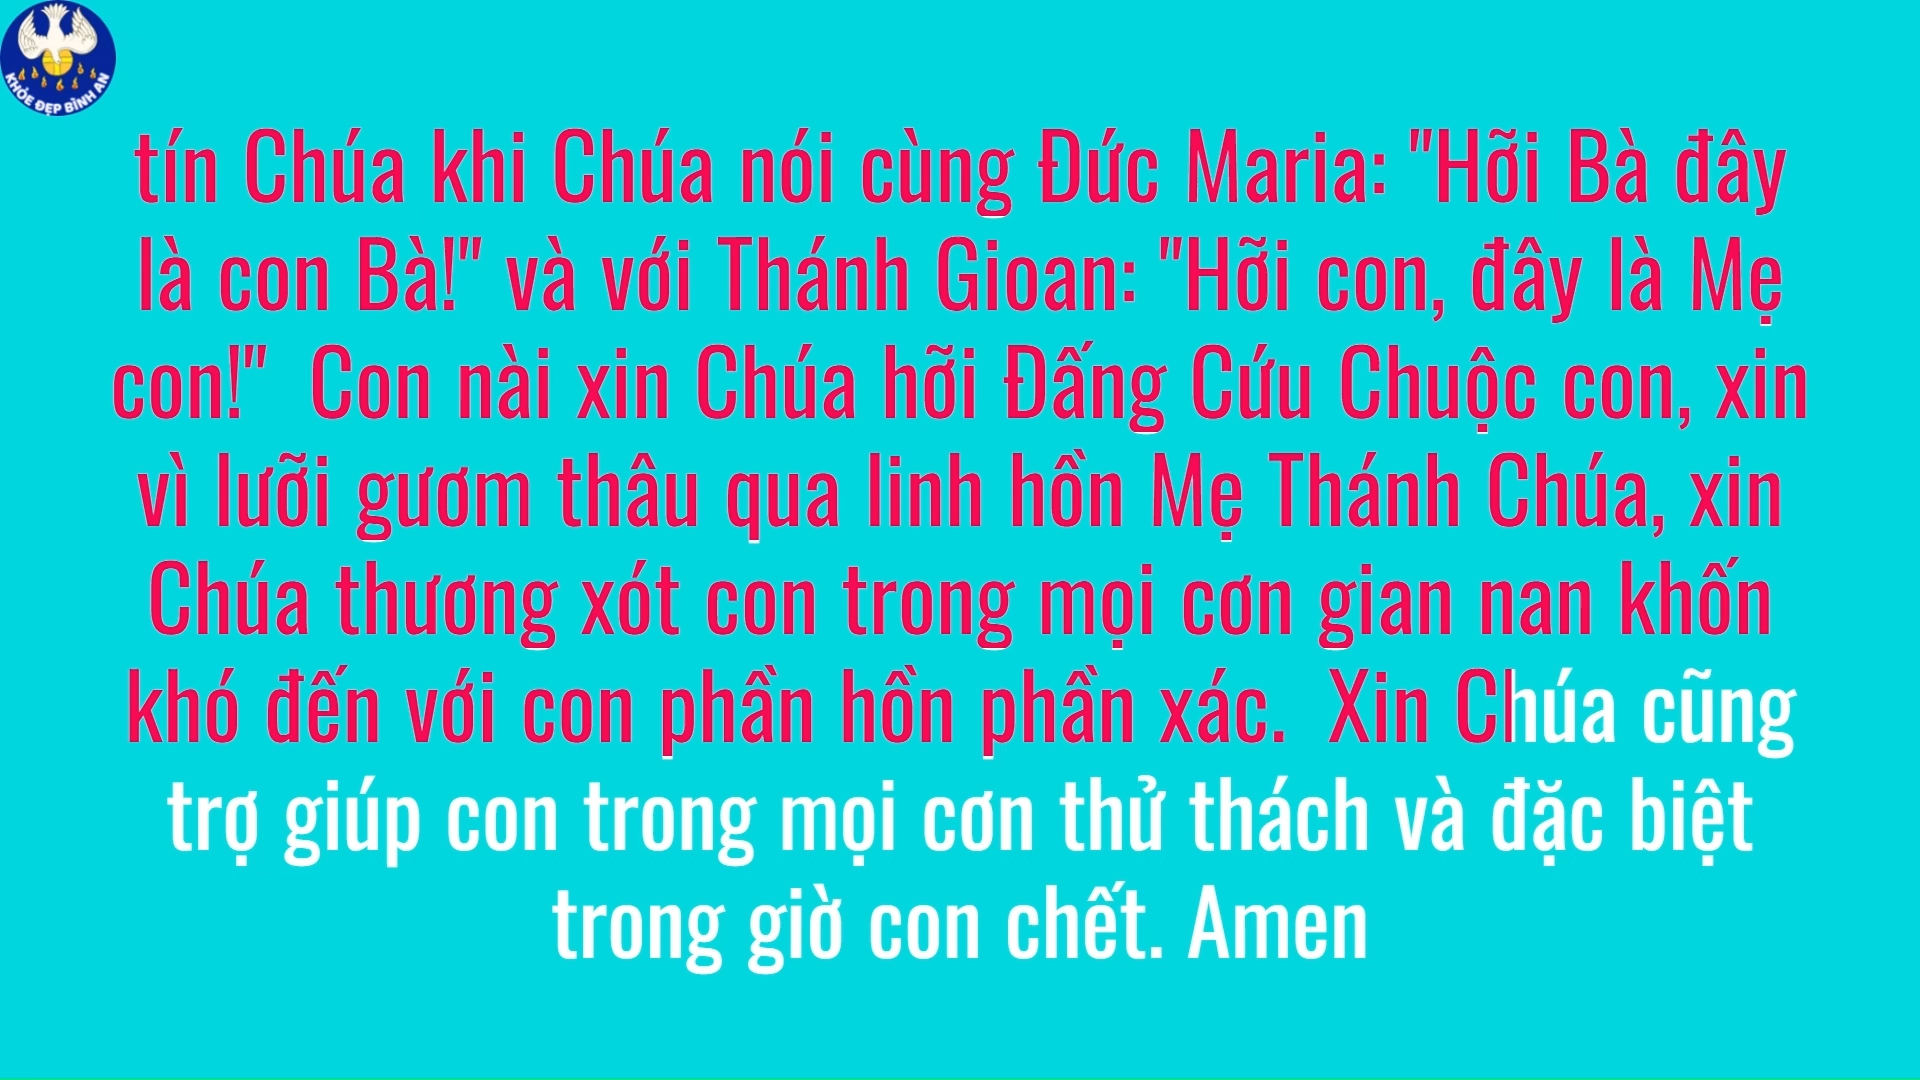 KHỎE ĐẸP BÌNH AN
tín Chúa khi Chúa nói cùng Đức Maria: "Hỡi Bà đây
là con Bà!" và với Thánh Gioan: "Hỡi con, đây là Mẹ
con!"  Con nài xin Chúa hỡi Đấng Cứu Chuộc con, xin
vì lưỡi gươm thâu qua linh hồn Mẹ Thánh Chúa, xin
Chúa thương xót con trong mọi cơn gian nan khốn
khó đến với con phần hồn phần xác.  Xin Chúa cũng
trợ giúp con trong mọi cơn thử thách và đặc biệt
trong giờ con chết. Amen